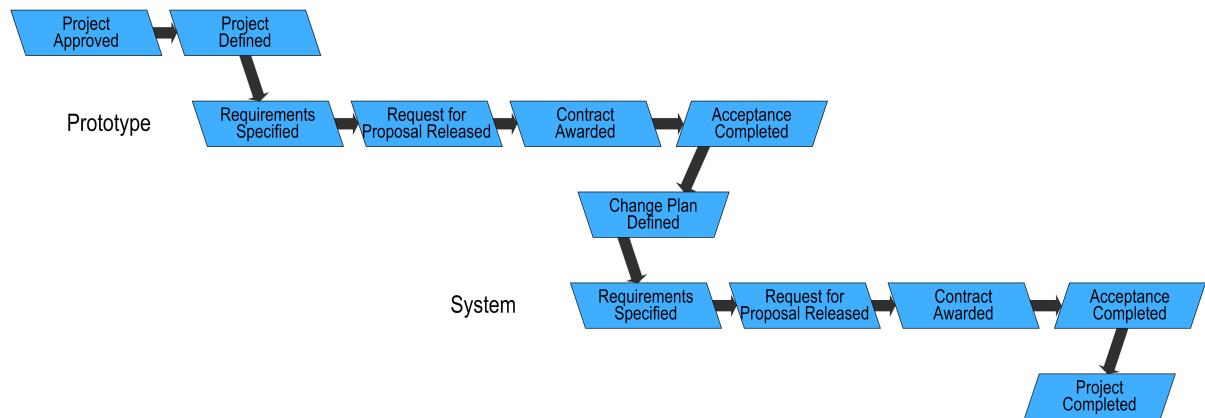 Project
Approved
Project
Defined
Prototype
Requirements
Specified
Request for
Proposal Released
Contract
Awarded
Acceptance
Completed
Change Plan
Defined
System
Requirements
Specified
Request for
Proposal Released
Contract
Awarded
Acceptance
Completed
Project
Completed